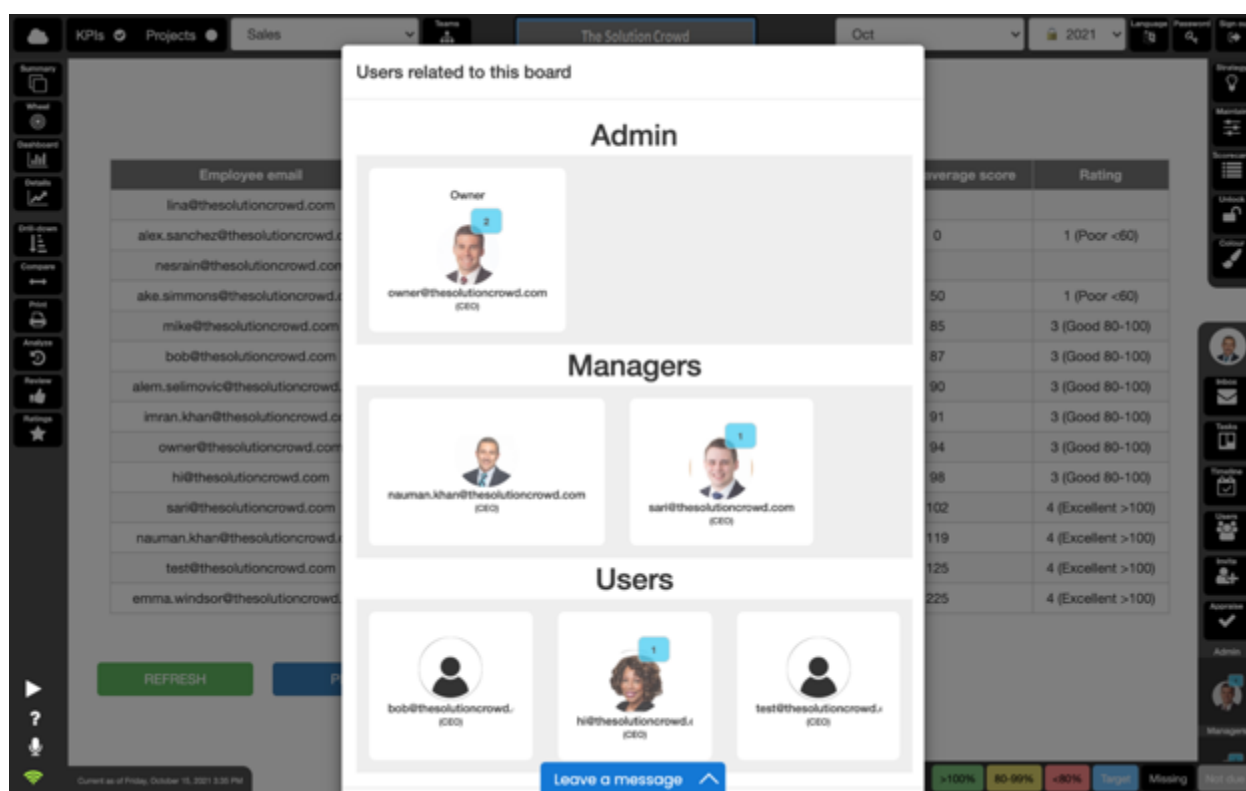 KPIs Projects Sales Teams The Solution Crowd Oct 2021 Language Password Sign out
Users related to this board
Admin
Owner
2
owner@thesolutioncrowd.com
(CEO)
Managers
nauman.khan@thesolutioncrowd.com
(CEO)
1
sari@thesolutioncrowd.com
(CEO)
Users
bob@thesolutioncrowd.
(CEO)
1
hi@thesolutioncrowd.c
(CEO)
test@thesolutioncrowd.c
(CEO)
Leave a message
Summary
Wheel
Dashboard
Details
Drill-down
Compare
Print
Analyze
Review
Ratings
?
Employee email average score Rating
lina@thesolutioncrowd.com
alex.sanchez@thesolutioncrowd.c 0 1 (Poor <60)
nesrain@thesolutioncrowd.con
ake.simmons@thesolutioncrowd.c 50 1 (Poor <60)
mike@thesolutioncrowd.com 85 3 (Good 80-100)
bob@thesolutioncrowd.com 87 3 (Good 80-100)
alem.selimovic@thesolutioncrowd. 90 3 (Good 80-100)
imran.khan@thesolutioncrowd.co 91 3 (Good 80-100)
owner@thesolutioncrowd.com 94 3 (Good 80-100)
hi@thesolutioncrowd.com 98 3 (Good 80-100)
sari@thesolutioncrowd.com 102 4 (Excellent >100)
nauman.khan@thesolutioncrowd. 119 4 (Excellent >100)
test@thesolutioncrowd.com 125 4 (Excellent >100)
emma.windsor@thesolutioncrowd. 225 4 (Excellent >100)
REFRESH P
Current as of Friday, October 15, 2021 3:35 PM
>100% 80-99% <80% Target Missing Not due
Strategy
Maintain
Scorecar
Unlock
Colour
Inbox
Tasks
Timeline
Users
Invite
Appraise
Admin
Managers